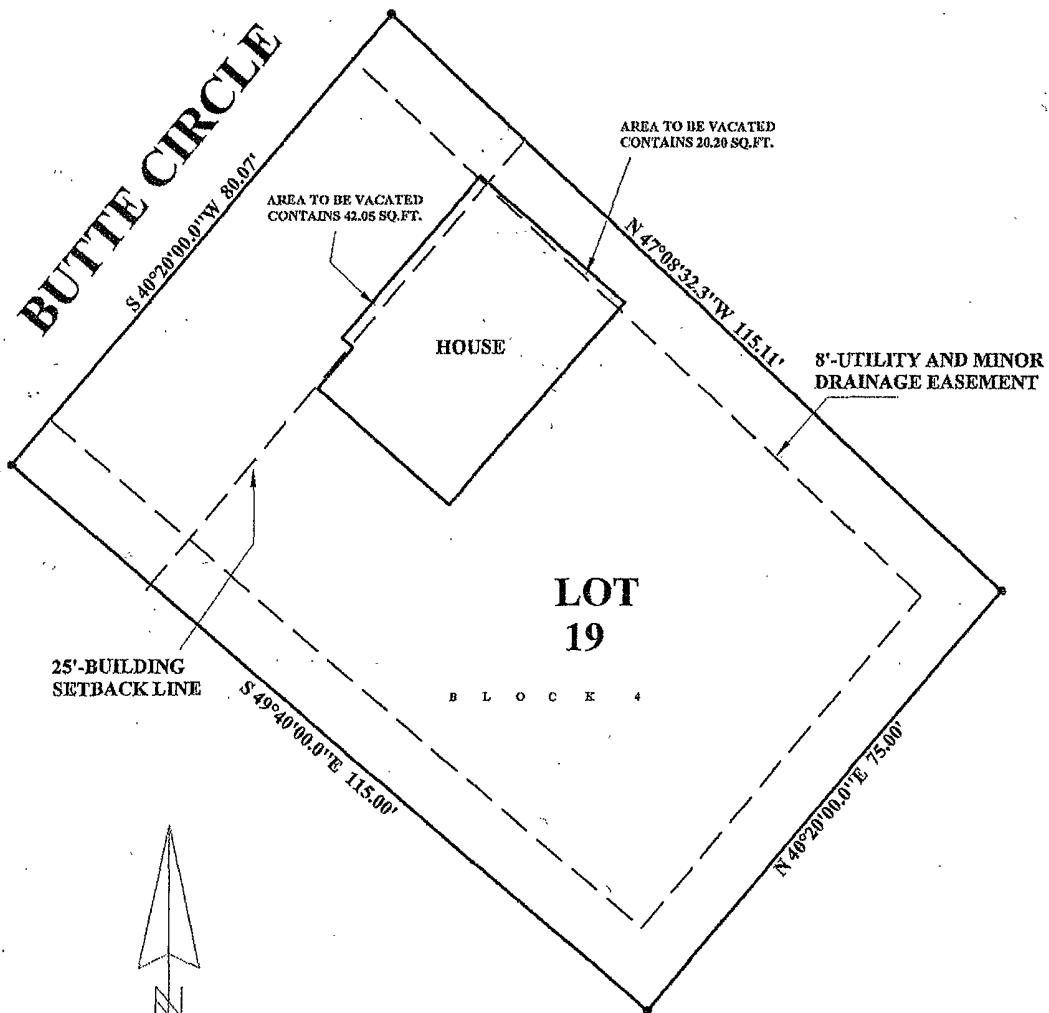 BUTTE CIRCLE
S 40°20'00.0"W 80.07'
AREA TO BE VACATED
CONTAINS 42.05 SQ.FT.
AREA TO BE VACATED
CONTAINS 20.20 SQ.FT.
N 47°08'32.3"W 115.11'
HOUSE
8'-UTILITY AND MINOR
DRAINAGE EASEMENT
LOT
19
BLOCK 4
25'-BUILDING
SETBACK LINE
S 49°40'00.0"E 115.00'
N 40°20'00.0"E 75.00'
N